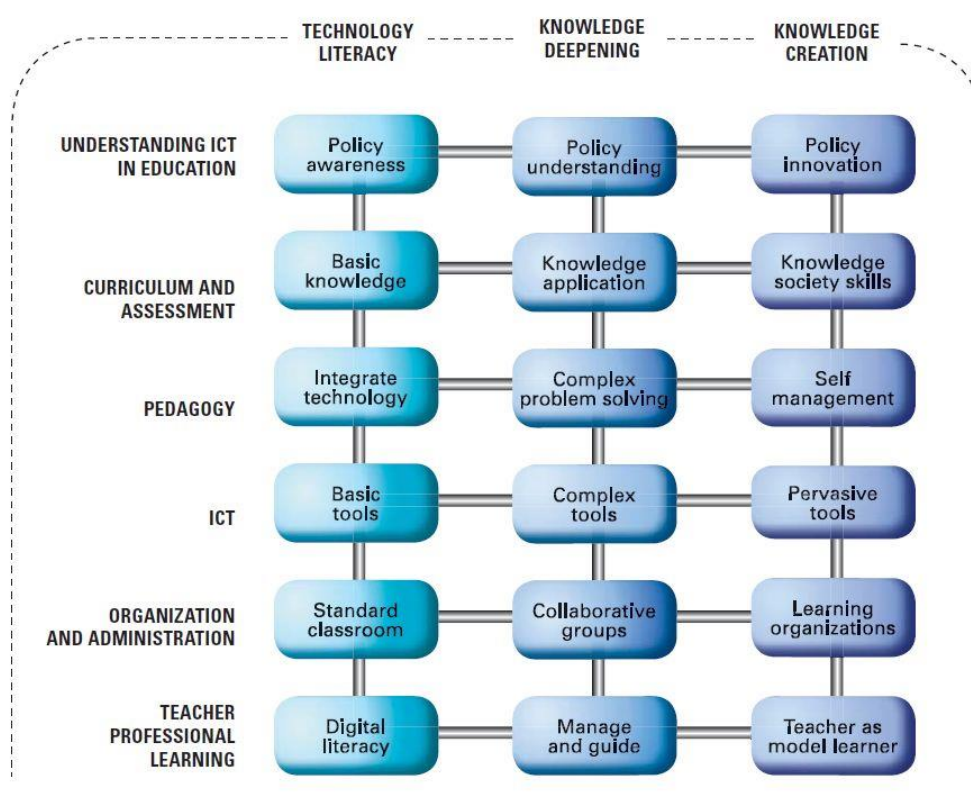 TECHNOLOGY
LITERACY
KNOWLEDGE
DEEPENING
KNOWLEDGE
CREATION
UNDERSTANDING ICT
IN EDUCATION
Policy
awareness
Policy
understanding
Policy
innovation
CURRICULUM AND
ASSESSMENT
Basic
knowledge
Knowledge
application
Knowledge
society skills
PEDAGOGY
Integrate
technology
Complex
problem solving
Self
management
ICT
Basic
tools
Complex
tools
Pervasive
tools
ORGANIZATION
AND ADMINISTRATION
Standard
classroom
Collaborative
groups
Learning
organizations
TEACHER
PROFESSIONAL
LEARNING
Digital
literacy
Manage
and guide
Teacher as
model learner